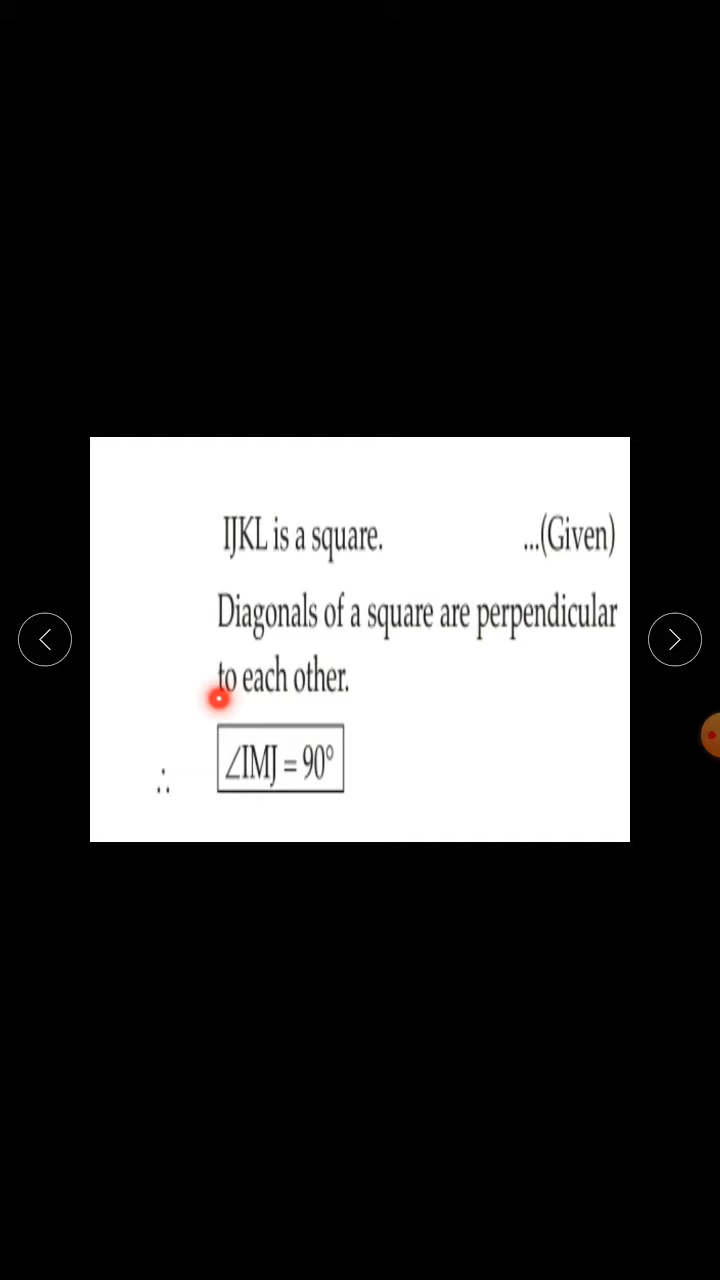 IJKL is a square. ...(Given)
Diagonals of a square are perpendicular
to each other.
∴ ∠IMJ = 90°